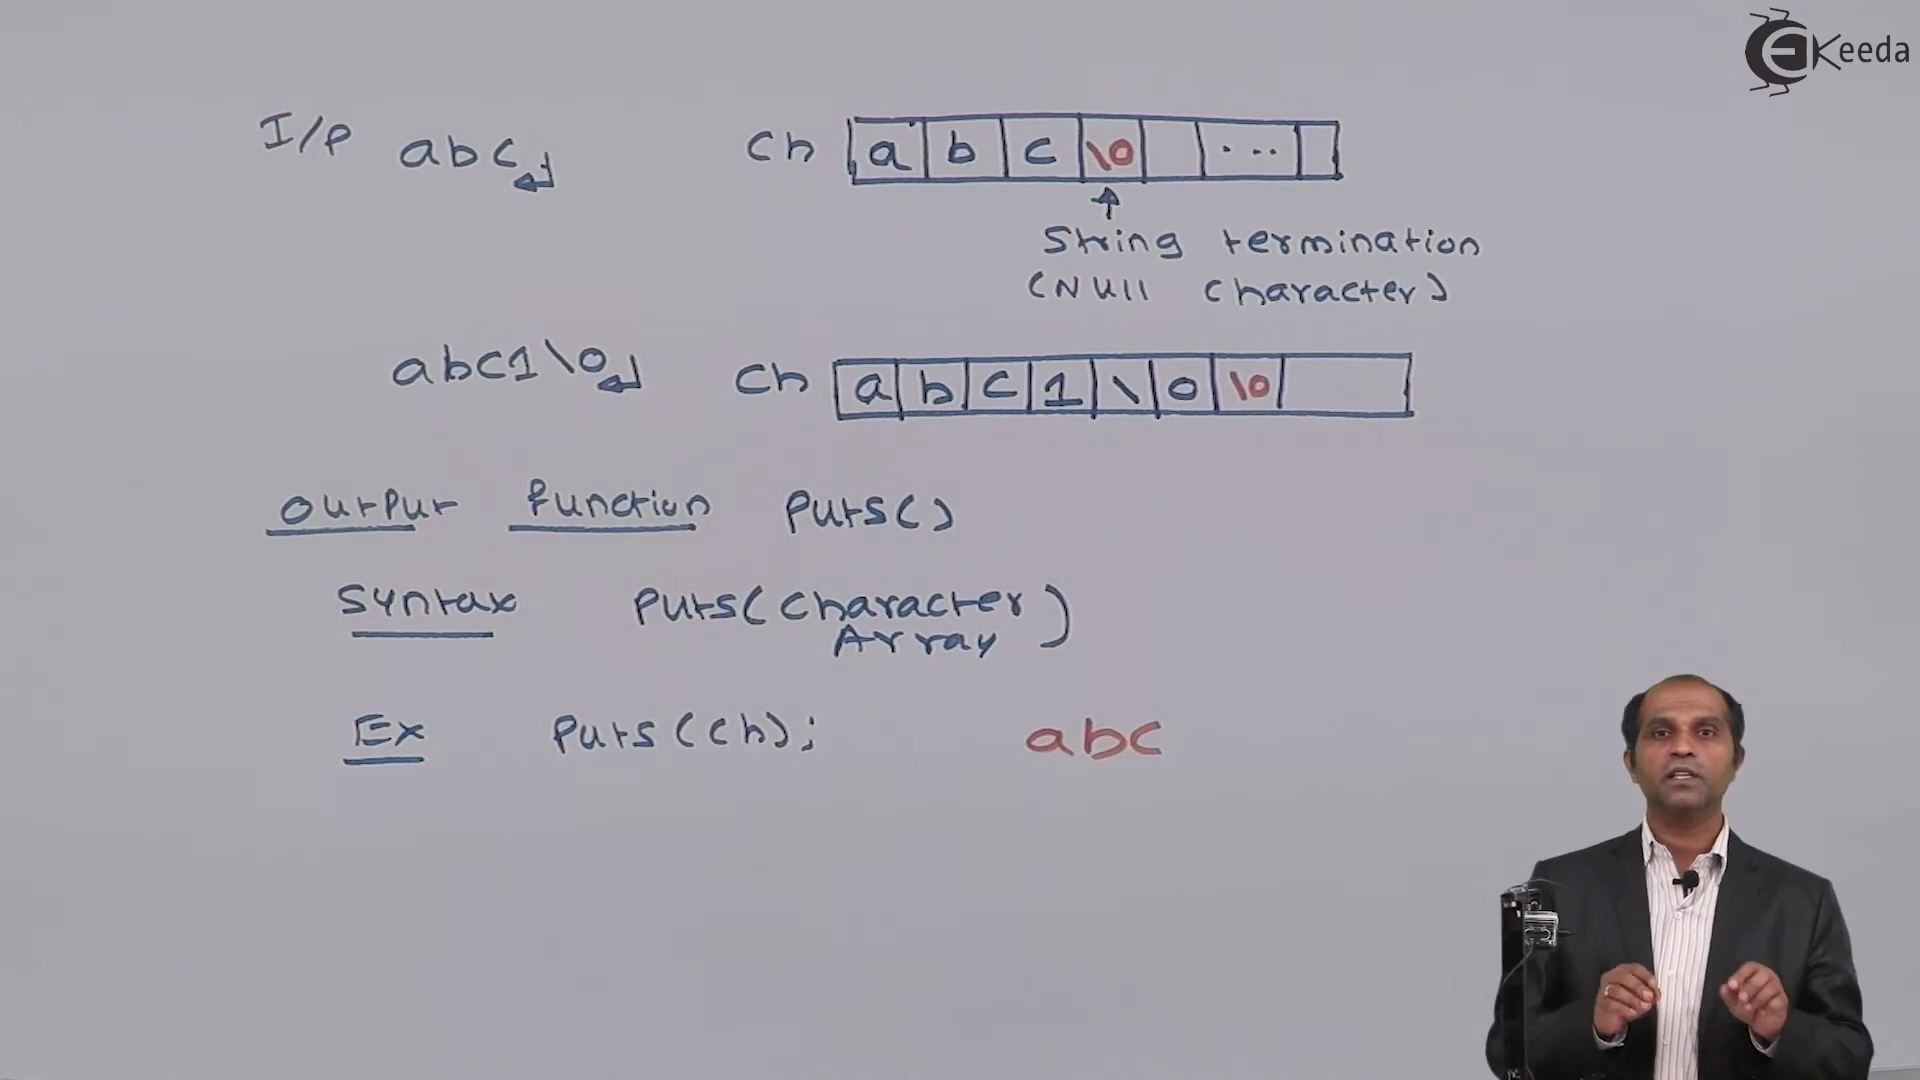 EKeeda
I/P abc↵ ch a b c \0 ...
String termination
(Null character)
abc1\0↵ ch a b c 1 \ 0 \0
output function puts()
Syntax puts(character
Array)
Ex puts(ch); abc